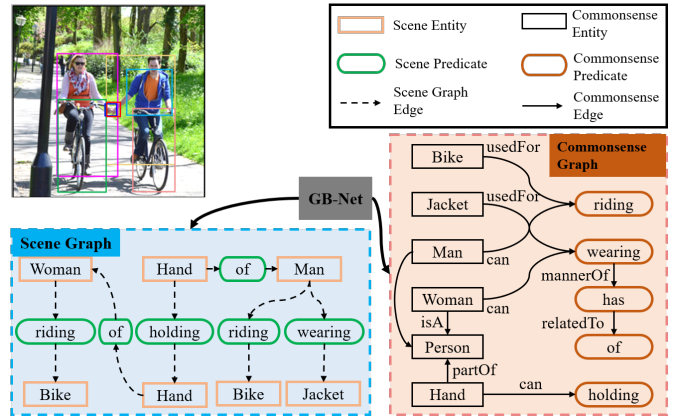 Scene Entity
Commonsense
Entity
Scene Predicate
Commonsense
Predicate
Scene Graph
Edge
Commonsense
Edge
GB-Net
Scene Graph
Woman
Hand
of
Man
riding
of
holding
riding
wearing
Bike
Hand
Bike
Jacket
Commonsense
Graph
Bike
usedFor
Jacket
usedFor
riding
Man
can
wearing
mannerOf
Woman
can
has
isA
relatedTo
Person
of
partOf
Hand
can
holding